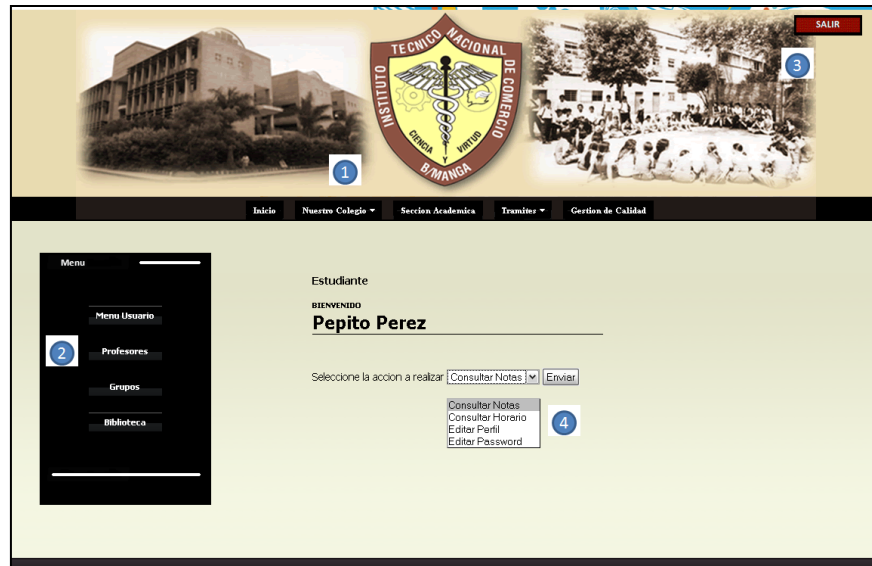 SALIR
3
INSTITUTO TECNICO NACIONAL DE COMERCIO
CIENCIA Y VIRTUD
B/MANGA
1
Inicio Nuestro Colegio Seccion Academica Tramites Gestion de Calidad
Menu
Menu Usuario
2
Profesores
Grupos
Biblioteca
Estudiante
BIENVENIDO
Pepito Perez
Seleccione la accion a realizar Consultar Notas Enviar
Consultar Notas
Consultar Horario
Editar Perfil
Editar Password
4